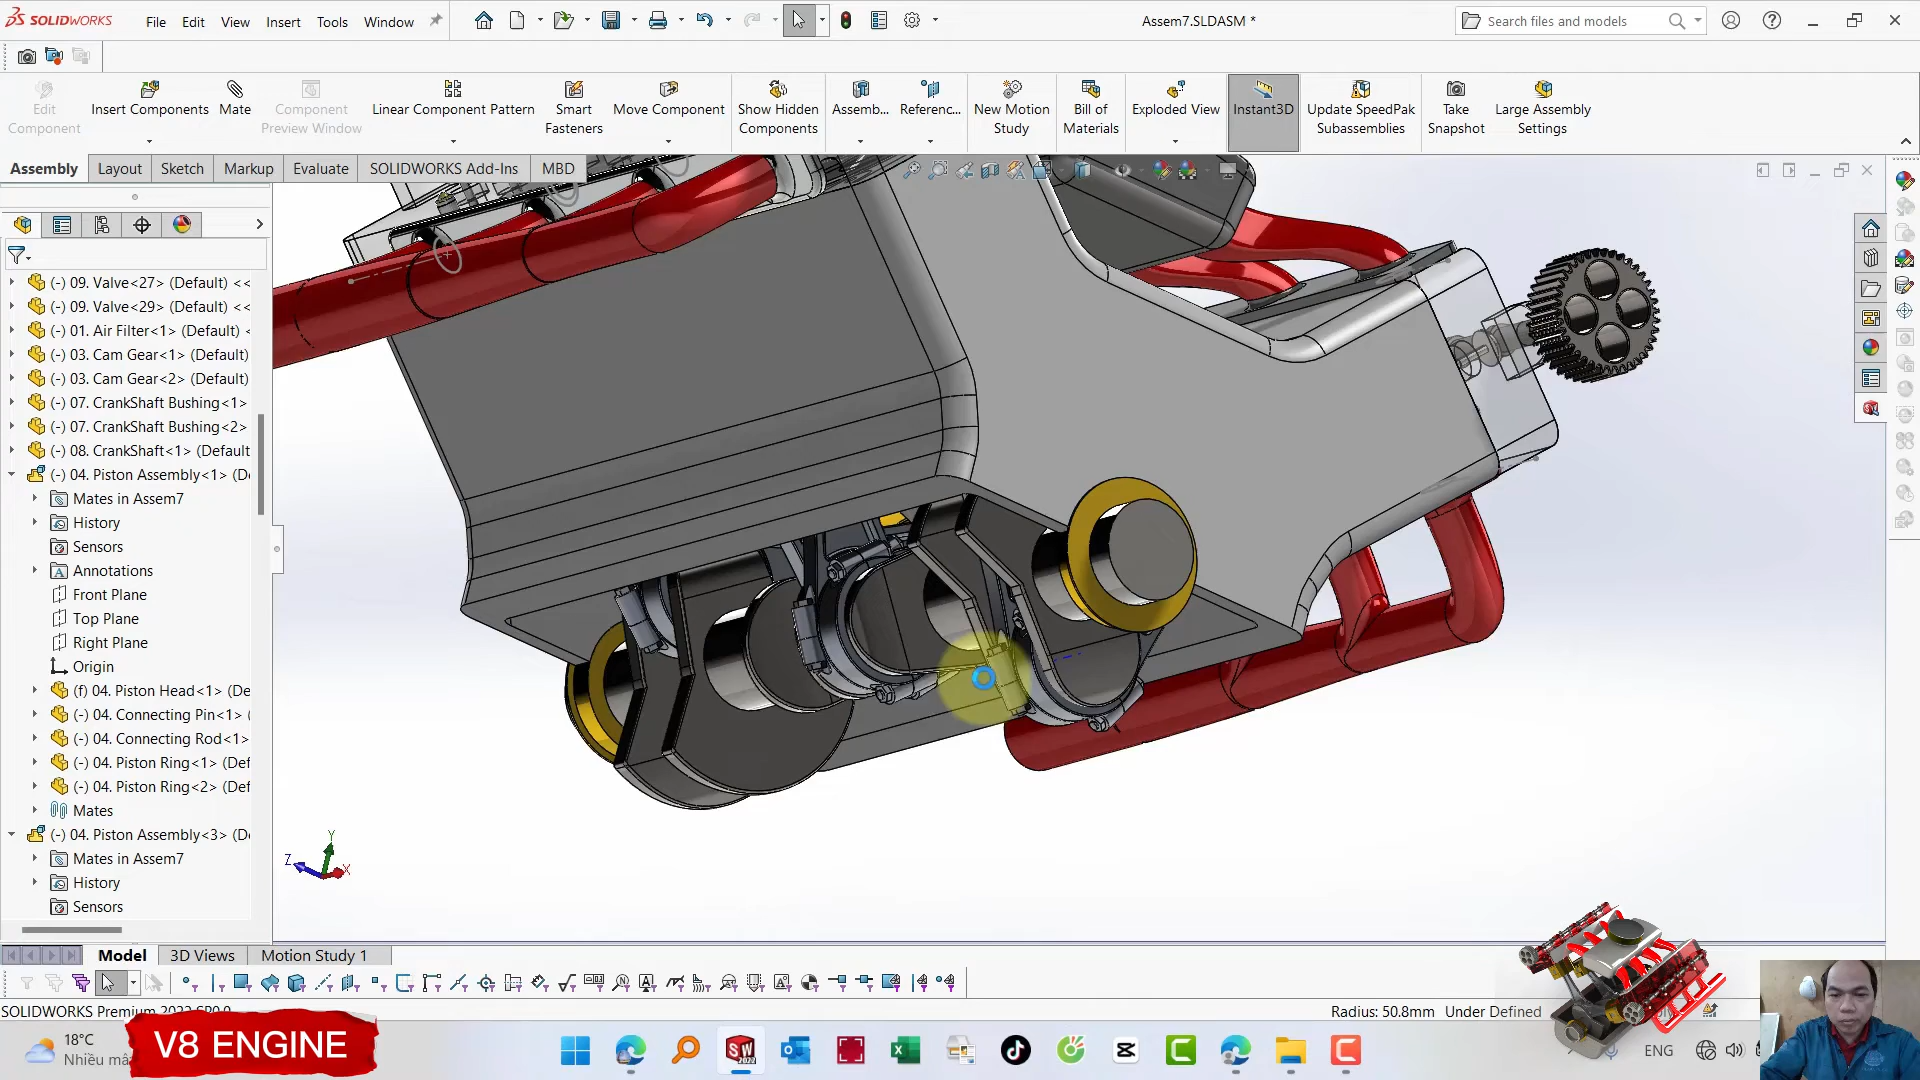 SOLIDWORKS File Edit View Insert Tools Window Assem7.SLDASM * Search files and models
Edit Component
Insert Components
Mate
Component Preview Window
Linear Component Pattern
Smart Fasteners
Move Component
Show Hidden Components
Assemb...
Referenc...
New Motion Study
Bill of Materials
Exploded View
Instant3D
Update SpeedPak Subassemblies
Take Snapshot
Large Assembly Settings
Assembly Layout Sketch Markup Evaluate SOLIDWORKS Add-Ins MBD
(-) 09. Valve<27> (Default) <<
(-) 09. Valve<29> (Default) <<
(-) 01. Air Filter<1> (Default) <
(-) 03. Cam Gear<1> (Default)
(-) 03. Cam Gear<2> (Default)
(-) 07. CrankShaft Bushing<1>
(-) 07. CrankShaft Bushing<2>
(-) 08. CrankShaft<1> (Default
(-) 04. Piston Assembly<1> (De
Mates in Assem7
History
Sensors
Annotations
Front Plane
Top Plane
Right Plane
Origin
(f) 04. Piston Head<1> (De
(-) 04. Connecting Pin<1> (
(-) 04. Connecting Rod<1>
(-) 04. Piston Ring<1> (Def
(-) 04. Piston Ring<2> (Def
Mates
(-) 04. Piston Assembly<3> (De
Mates in Assem7
History
Sensors
Y
Z
X
Model 3D Views Motion Study 1
SOLIDWORKS Premium 2022 SP0.0 Radius: 50.8mm Under Defined
18°C
Nhiều mâ
V8 ENGINE
ENG